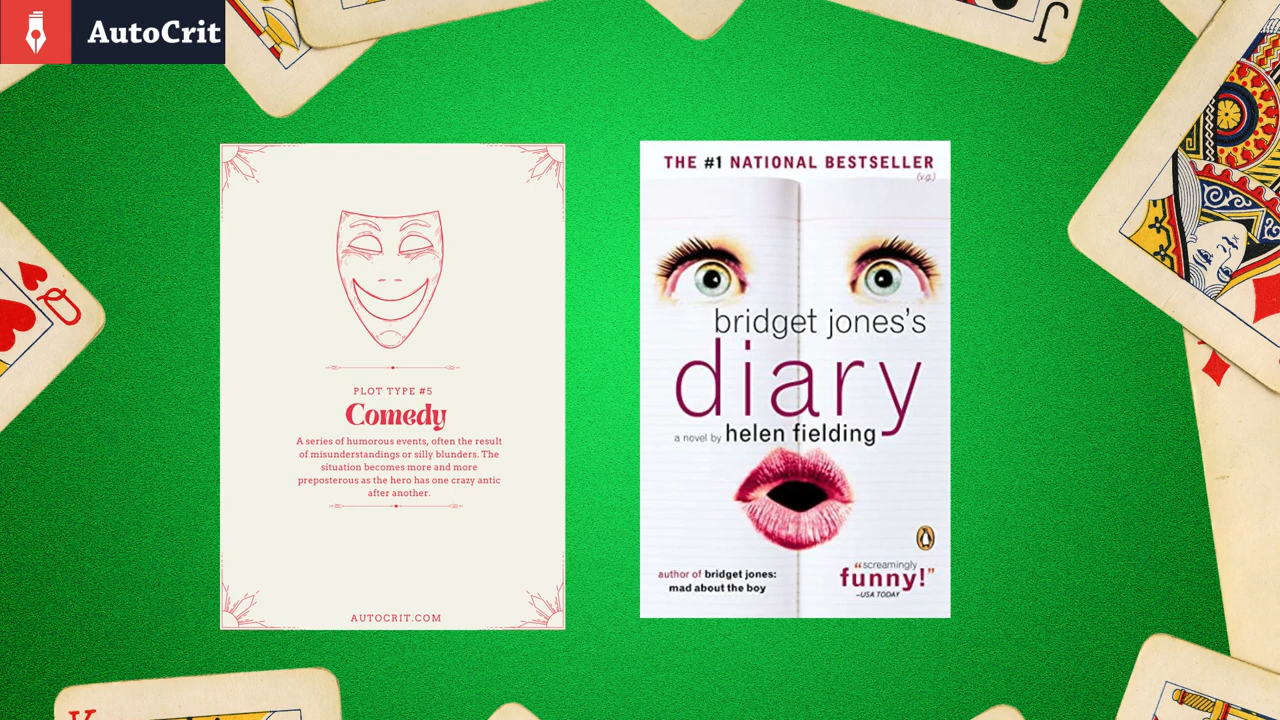 AutoCrit
J
Q
K
PLOT TYPE #5
Comedy
A series of humorous events, often the result
of misunderstandings or silly blunders. The
situation becomes more and more
preposterous as the hero has one crazy antic
after another.
AUTOCRIT.COM
THE #1 NATIONAL BESTSELLER
(v.g.)
bridget jones's
diary
a novel by helen fielding
author of bridget jones:
mad about the boy
"screamingly
funny!"
–USA TODAY